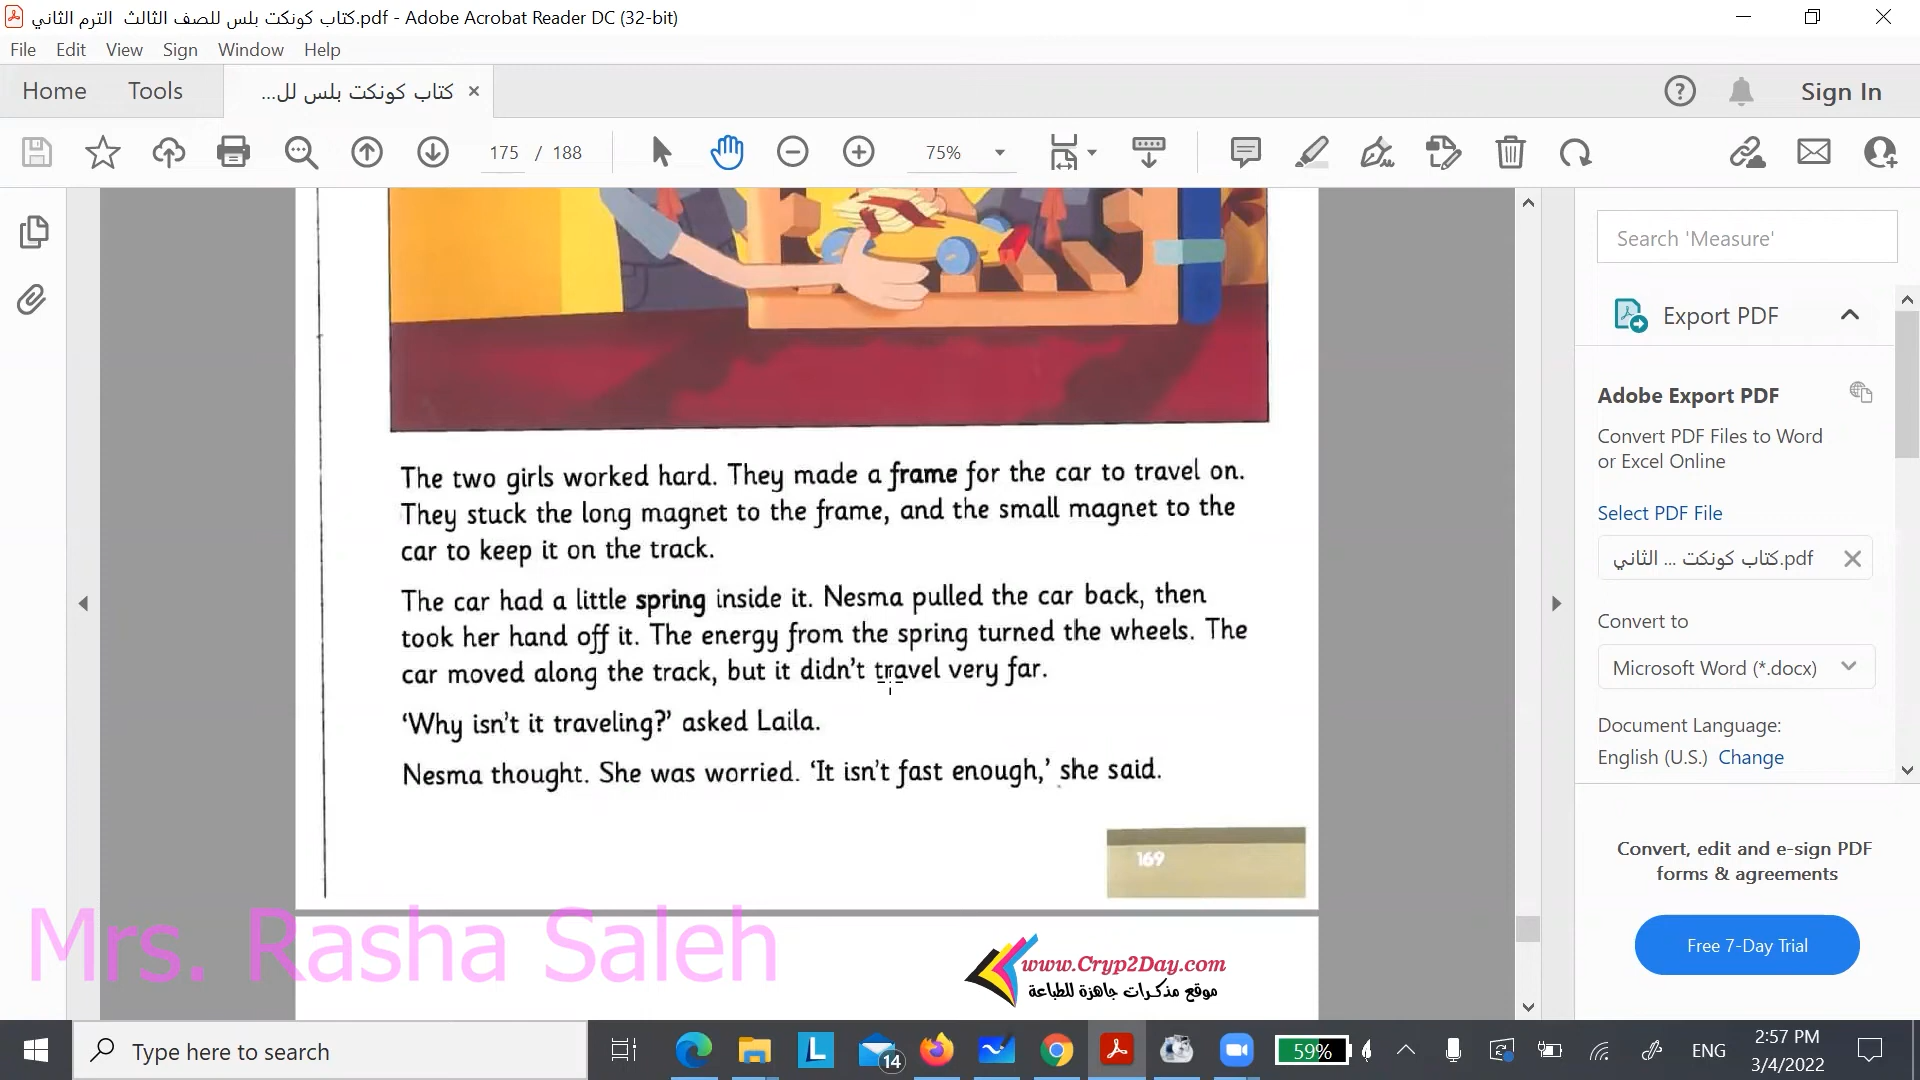 كتاب كونكت بلس للصف الثالث الترم الثاني.pdf - Adobe Acrobat Reader DC (32-bit)
File Edit View Sign Window Help
Home Tools كتاب كونكت بلس لل... ×
Sign In
175 / 188 75%
Search 'Measure'
Export PDF
Adobe Export PDF
Convert PDF Files to Word
or Excel Online
Select PDF File
كتاب كونكت ... الثاني.pdf
Convert to
Microsoft Word (*.docx)
Document Language:
English (U.S.) Change
Convert, edit and e-sign PDF
forms & agreements
Free 7-Day Trial
The two girls worked hard. They made a frame for the car to travel on.
They stuck the long magnet to the frame, and the small magnet to the
car to keep it on the track.
The car had a little spring inside it. Nesma pulled the car back, then
took her hand off it. The energy from the spring turned the wheels. The
car moved along the track, but it didn't travel very far.
'Why isn't it traveling?' asked Laila.
Nesma thought. She was worried. 'It isn't fast enough,' she said.
169
Mrs. Rasha Saleh
www.Cryp2Day.com
موقع مذكرات جاهزة للطباعة
Type here to search
14
59%
ENG
2:57 PM
3/4/2022